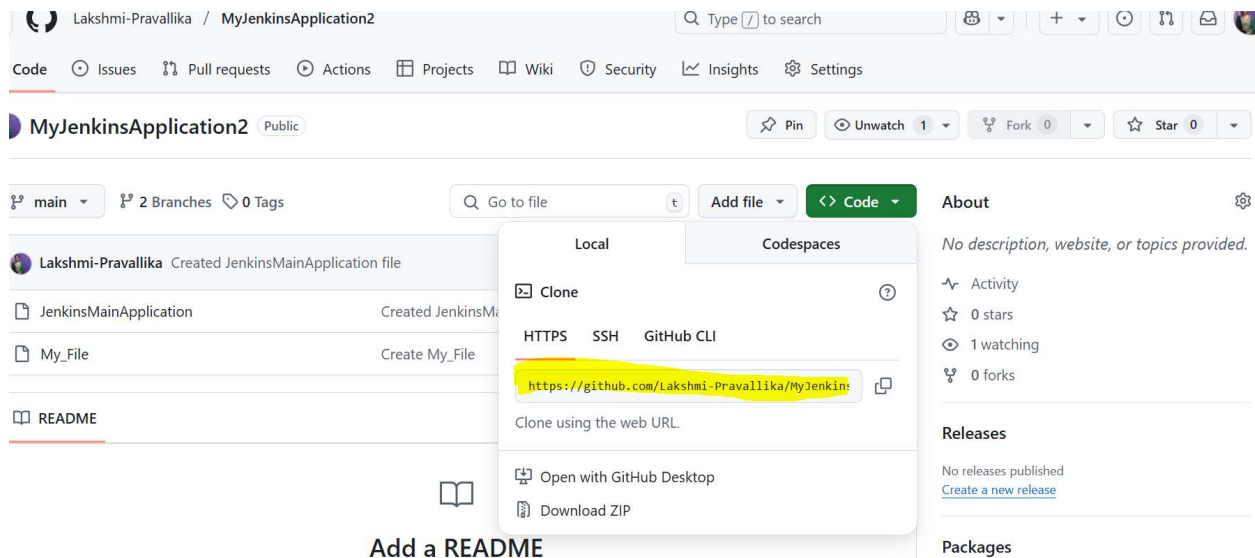 Lakshmi-Pravallika / MyJenkinsApplication2
Type / to search
Code Issues Pull requests Actions Projects Wiki Security Insights Settings
MyJenkinsApplication2 Public
Pin Unwatch 1 Fork 0 Star 0
main 2 Branches 0 Tags
Go to file t
Add file
<> Code
Lakshmi-Pravallika Created JenkinsMainApplication file
JenkinsMainApplication Created JenkinsMa
My_File Create My_File
README
Add a README
Local Codespaces
Clone
HTTPS SSH GitHub CLI
https://github.com/Lakshmi-Pravallika/MyJenkins
Clone using the web URL.
Open with GitHub Desktop
Download ZIP
About
No description, website, or topics provided.
Activity
0 stars
1 watching
0 forks
Releases
No releases published
Create a new release
Packages